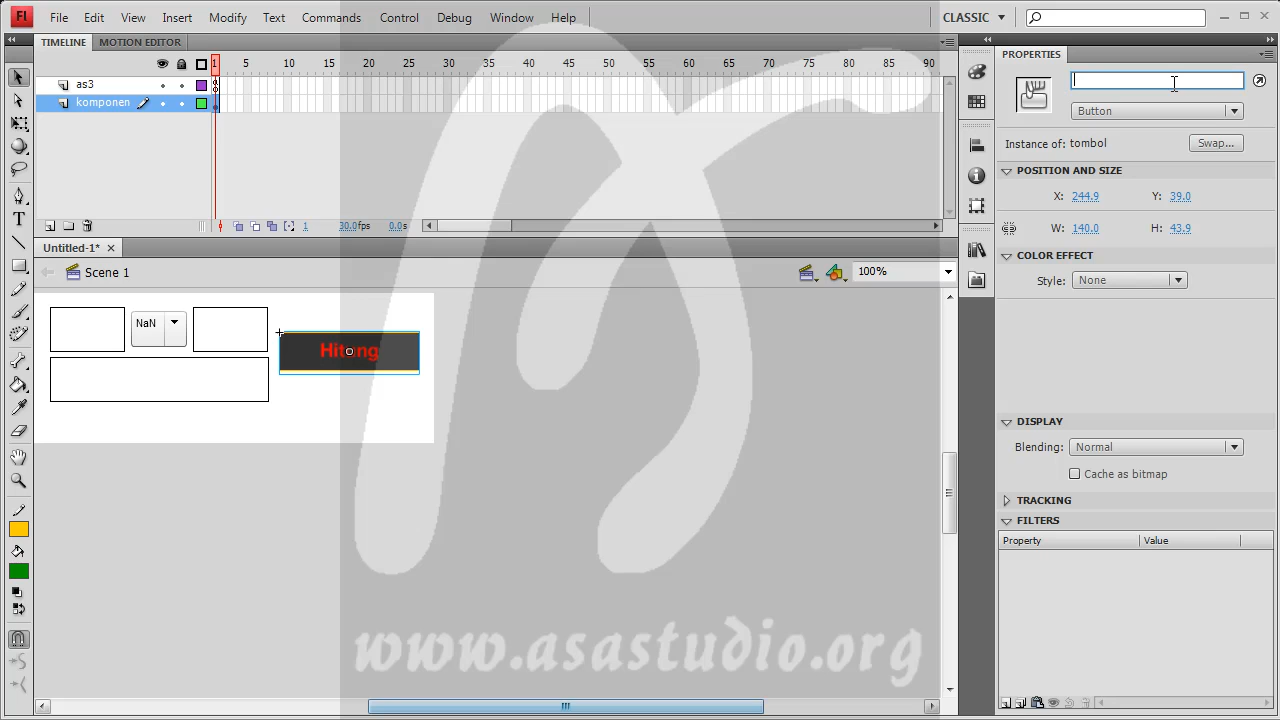 Fl File Edit View Insert Modify Text Commands Control Debug Window Help CLASSIC
TIMELINE MOTION EDITOR
PROPERTIES
1 5 10 15 20 25 30 35 40 45 50 55 60 65 70 75 80 85 90
as3
komponen
Button
Instance of: tombol Swap...
POSITION AND SIZE
X: 244.9 Y: 39.0
W: 140.0 H: 43.9
1 30.0fps 0.0s
Untitled-1*
COLOR EFFECT
Scene 1 100%
Style: None
NaN
Hitong
DISPLAY
Blending: Normal
Cache as bitmap
TRACKING
FILTERS
Property Value
www.asastudio.org